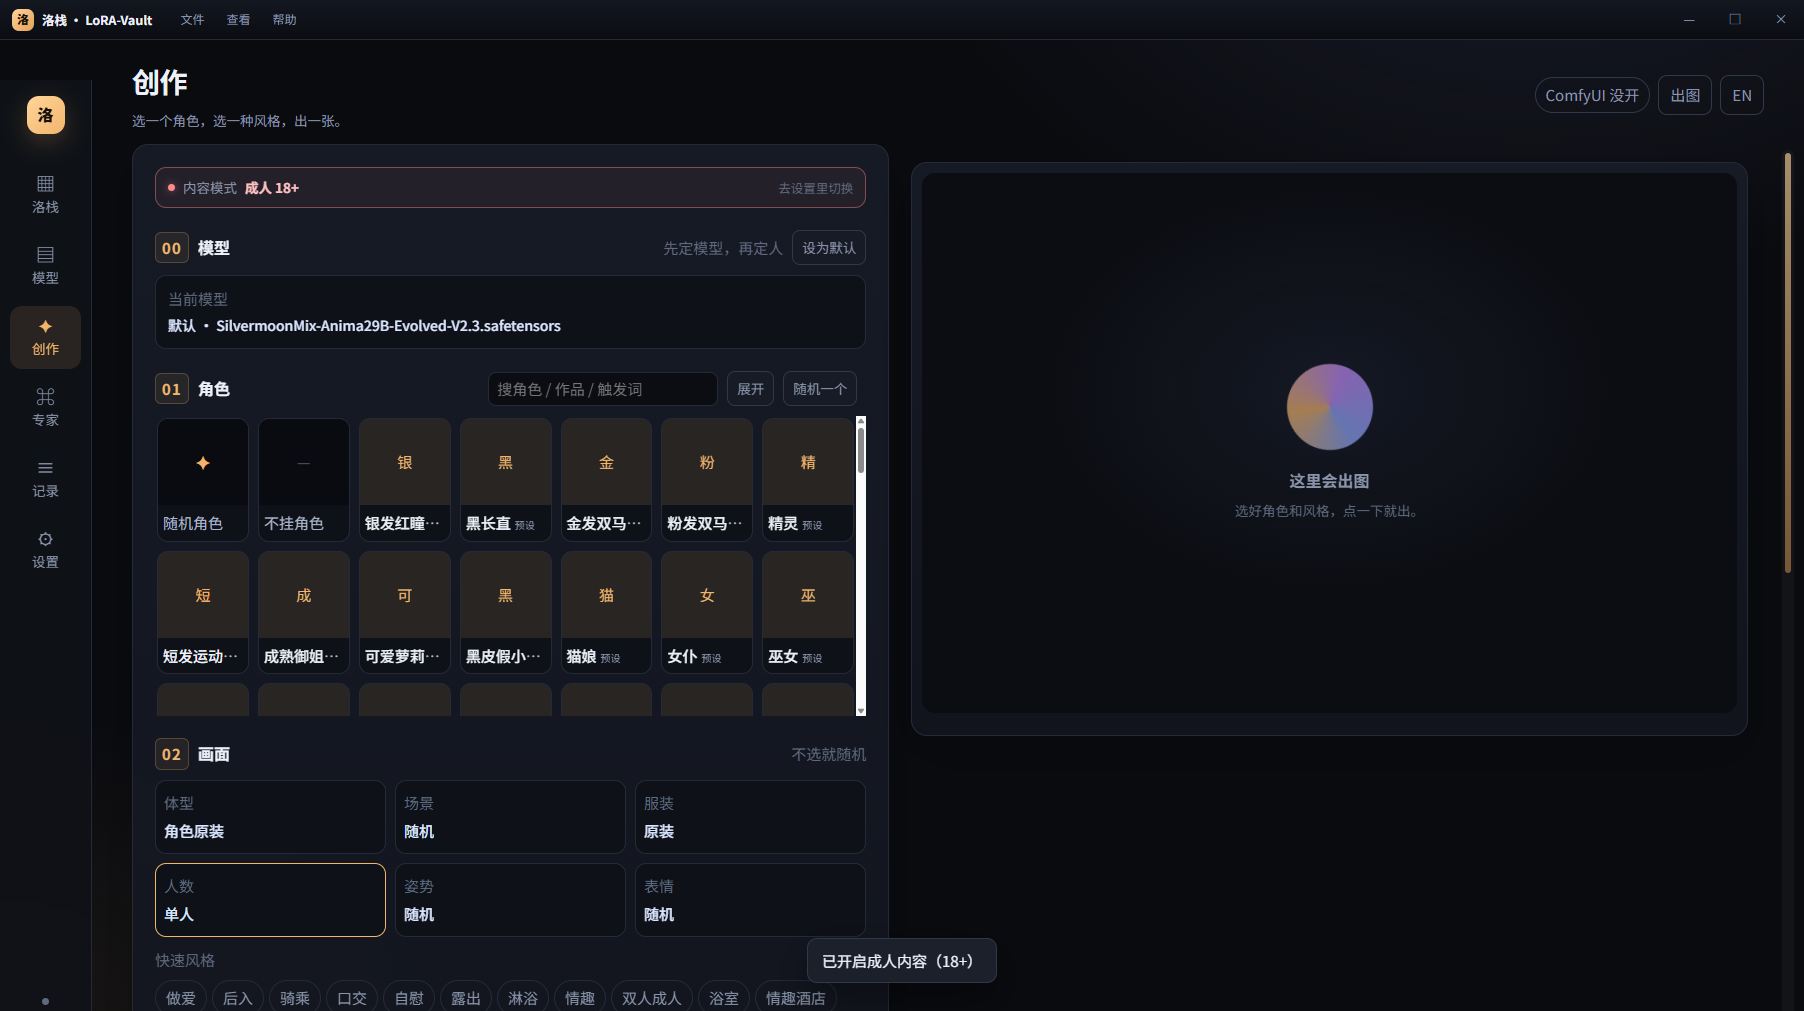 洛 洛栈 • LoRA-Vault 文件 查看 帮助
创作
选一个角色，选一种风格，出一张。
ComfyUI 没开 出图 EN
洛
洛栈
模型
创作
专家
记录
设置
内容模式 成人 18+ 去设置里切换
00 模型 先定模型，再定人 设为默认
当前模型
默认 • SilvermoonMix-Anima29B-Evolved-V2.3.safetensors
01 角色 搜角色 / 作品 / 触发词 展开 随机一个
银 黑 金 粉 精
随机角色 不挂角色 银发红瞳… 黑长直 预设 金发双马… 粉发双马… 精灵 预设
短 成 可 黑 猫 女 巫
短发运动… 成熟御姐… 可爱萝莉… 黑皮假小… 猫娘 预设 女仆 预设 巫女 预设
02 画面 不选就随机
体型 场景 服装
角色原装 随机 原装
人数 姿势 表情
单人 随机 随机
快速风格
做爱 后入 骑乘 口交 自慰 露出 淋浴 情趣 双人成人 浴室 情趣酒店
这里会出图
选好角色和风格，点一下就出。
已开启成人内容（18+）